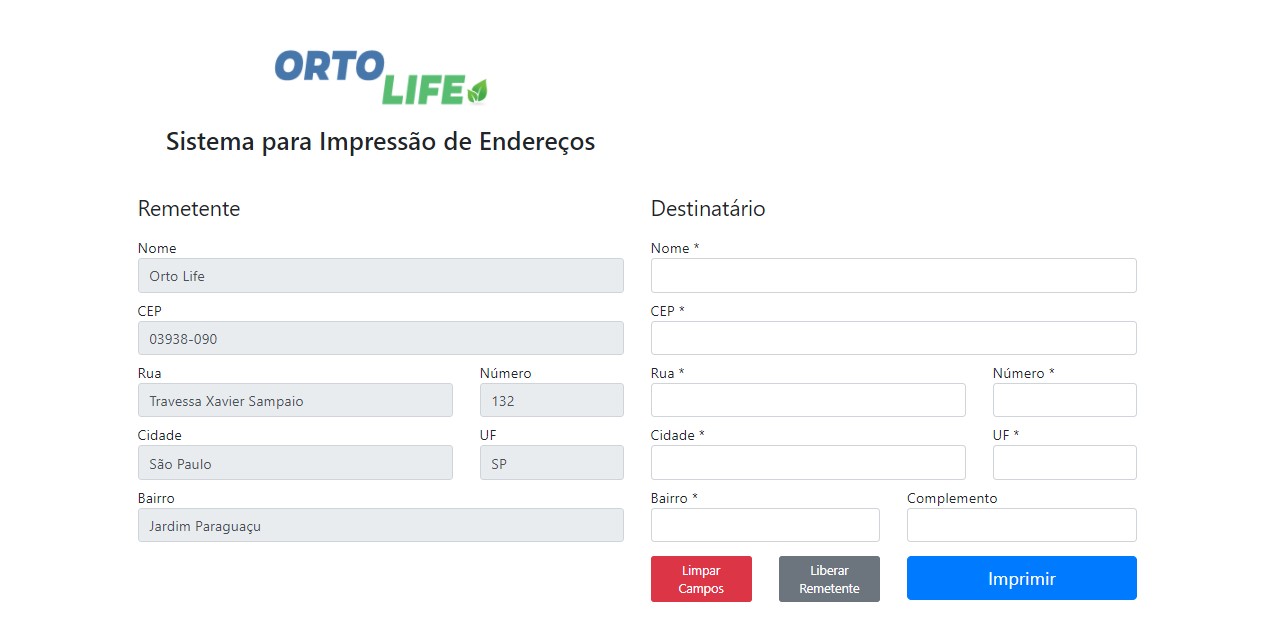 ORTO
LIFE
Sistema para Impressão de Endereços
Remetente
Nome
Orto Life
CEP
03938-090
Rua
Número
Travessa Xavier Sampaio
132
Cidade
UF
São Paulo
SP
Bairro
Jardim Paraguaçu
Destinatário
Nome *
CEP *
Rua *
Número *
Cidade *
UF *
Bairro *
Complemento
Limpar
Campos
Liberar
Remetente
Imprimir